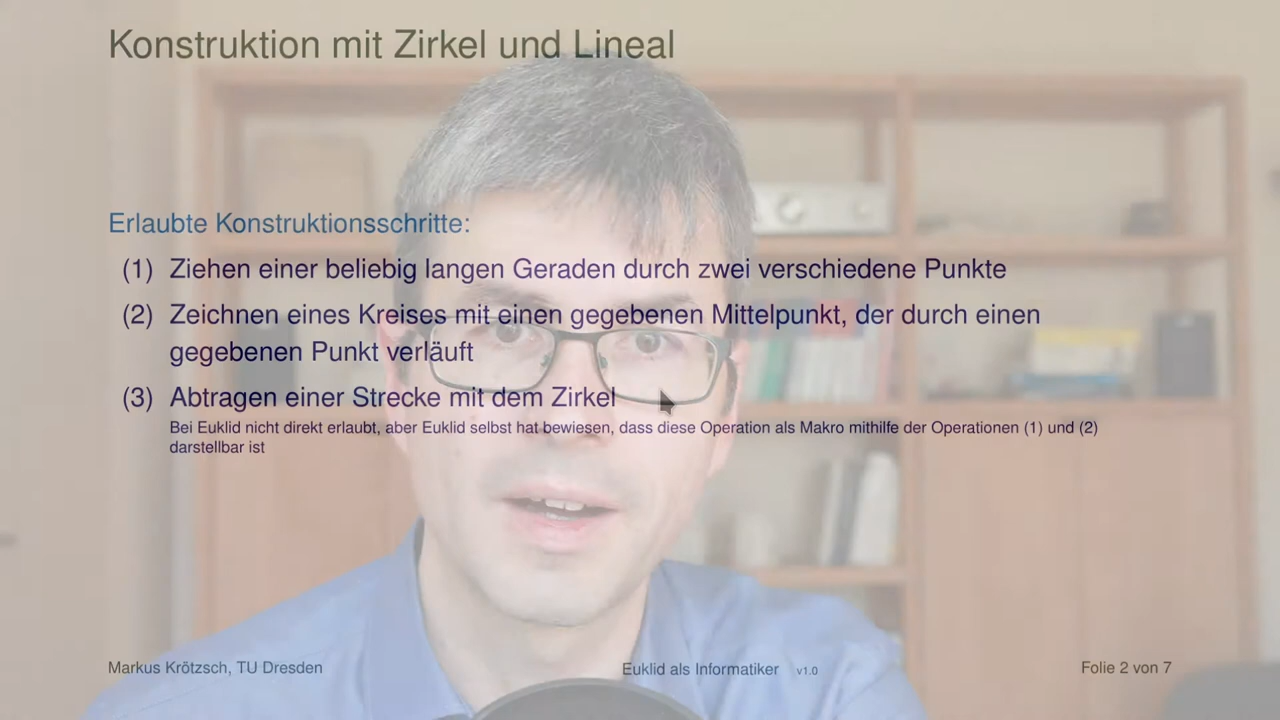 Konstruktion mit Zirkel und Lineal
Erlaubte Konstruktionsschritte:
(1) Ziehen einer beliebig langen Geraden durch zwei verschiedene Punkte
(2) Zeichnen eines Kreises mit einen gegebenen Mittelpunkt, der durch einen
gegebenen Punkt verläuft
(3) Abtragen einer Strecke mit dem Zirkel
Bei Euklid nicht direkt erlaubt, aber Euklid selbst hat bewiesen, dass diese Operation als Makro mithilfe der Operationen (1) und (2)
darstellbar ist
Markus Krötzsch, TU Dresden Euklid als Informatiker v1.0 Folie 2 von 7